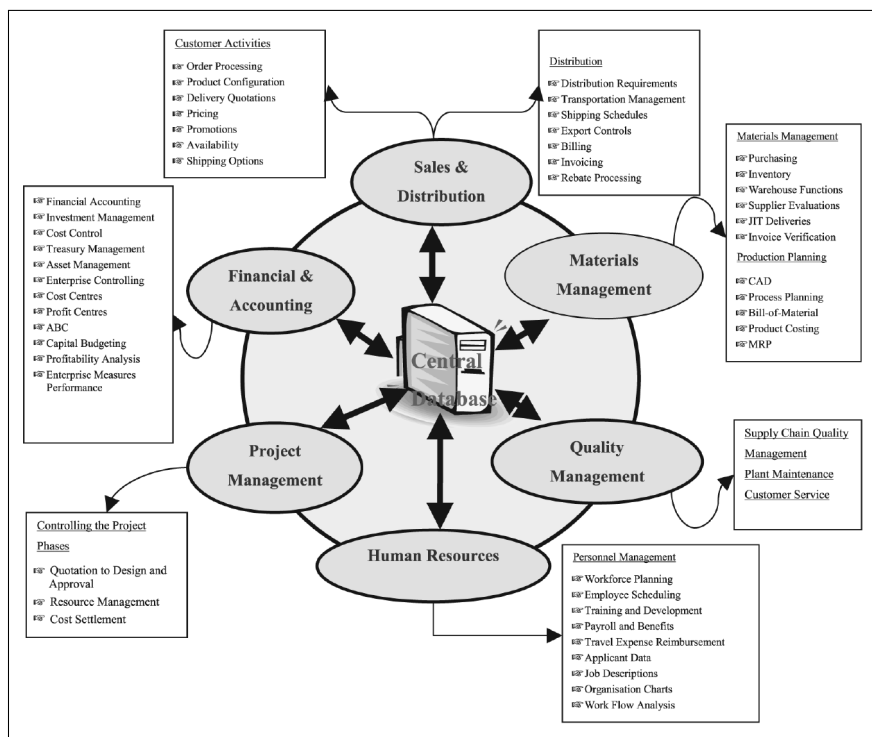 Customer Activities
Order Processing
Product Configuration
Delivery Quotations
Pricing
Promotions
Availability
Shipping Options
Distribution
Distribution Requirements
Transportation Management
Shipping Schedules
Export Controls
Billing
Invoicing
Rebate Processing
Materials Management
Purchasing
Inventory
Warehouse Functions
Supplier Evaluations
JIT Deliveries
Invoice Verification
Production Planning
CAD
Process Planning
Bill-of-Material
Product Costing
MRP
Financial Accounting
Investment Management
Cost Control
Treasury Management
Asset Management
Enterprise Controlling
Cost Centres
Profit Centres
ABC
Capital Budgeting
Profitability Analysis
Enterprise Measures
Performance
Sales &
Distribution
Financial &
Accounting
Materials
Management
Central
Database
Project
Management
Quality
Management
Human Resources
Supply Chain Quality
Management
Plant Maintenance
Customer Service
Controlling the Project
Phases
Quotation to Design and
Approval
Resource Management
Cost Settlement
Personnel Management
Workforce Planning
Employee Scheduling
Training and Development
Payroll and Benefits
Travel Expense Reimbursement
Applicant Data
Job Descriptions
Organisation Charts
Work Flow Analysis